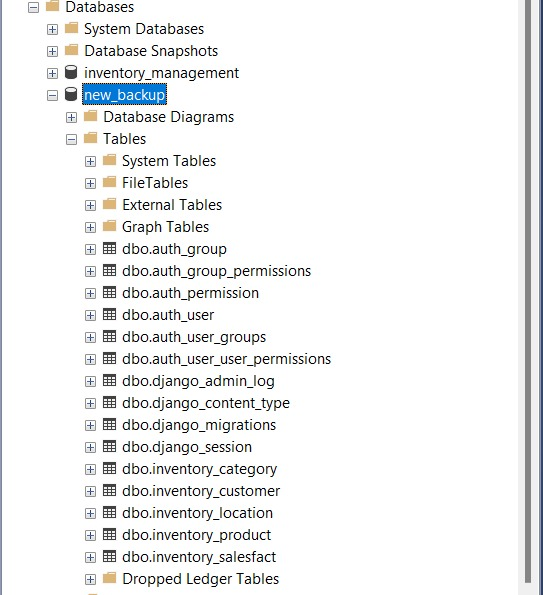 Databases
System Databases
Database Snapshots
inventory_management
new_backup
Database Diagrams
Tables
System Tables
FileTables
External Tables
Graph Tables
dbo.auth_group
dbo.auth_group_permissions
dbo.auth_permission
dbo.auth_user
dbo.auth_user_groups
dbo.auth_user_user_permissions
dbo.django_admin_log
dbo.django_content_type
dbo.django_migrations
dbo.django_session
dbo.inventory_category
dbo.inventory_customer
dbo.inventory_location
dbo.inventory_product
dbo.inventory_salesfact
Dropped Ledger Tables